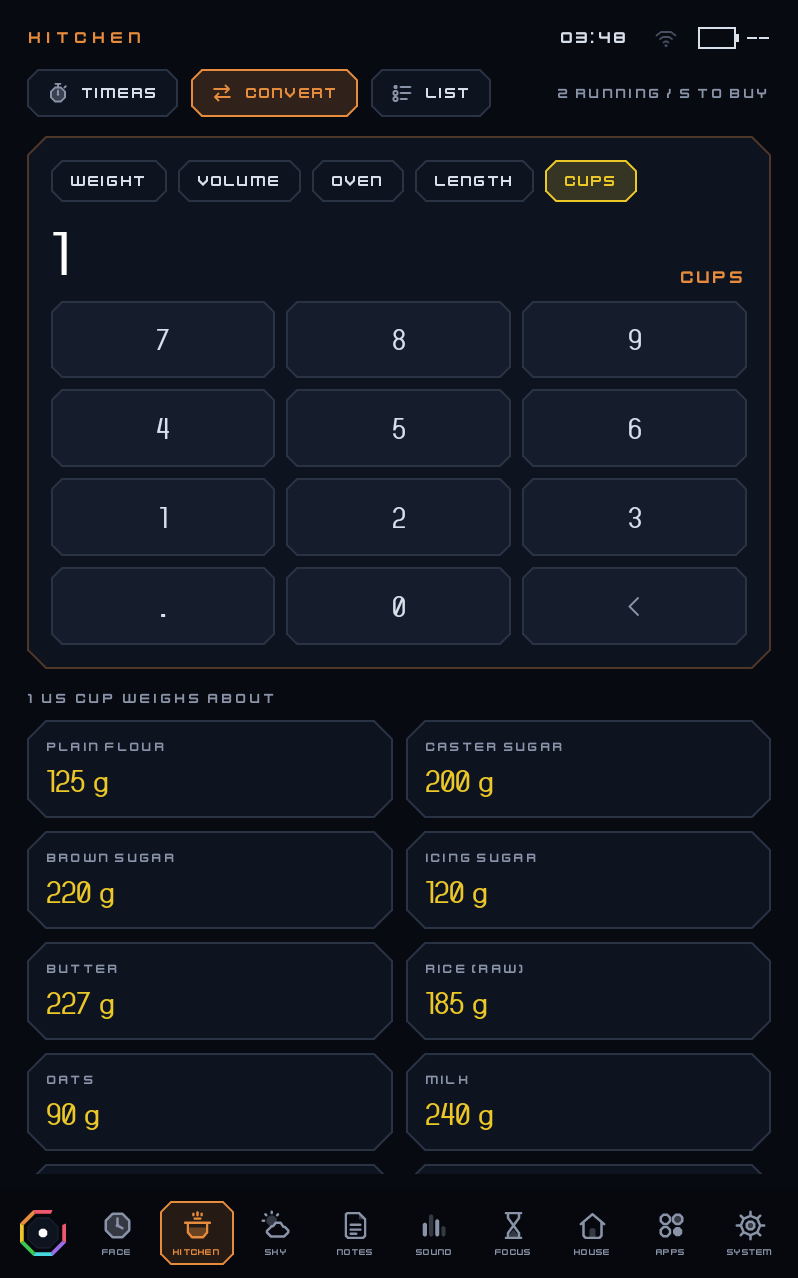 HITCHEN
03:48 --
TIMERS CONVERT LIST 2 RUNNING / 5 TO BUY
WEIGHT VOLUME OVEN LENGTH CUPS
1
CUPS
7 8 9
4 5 6
1 2 3
. 0 <
1 US CUP WEIGHS ABOUT
PLAIN FLOUR CASTER SUGAR
125 g 200 g
BROWN SUGAR ICING SUGAR
220 g 120 g
BUTTER RICE (RAW)
227 g 185 g
OATS MILK
90 g 240 g
FACE HITCHEN SKY NOTES SOUND FOCUS HOUSE APPS SYSTEM